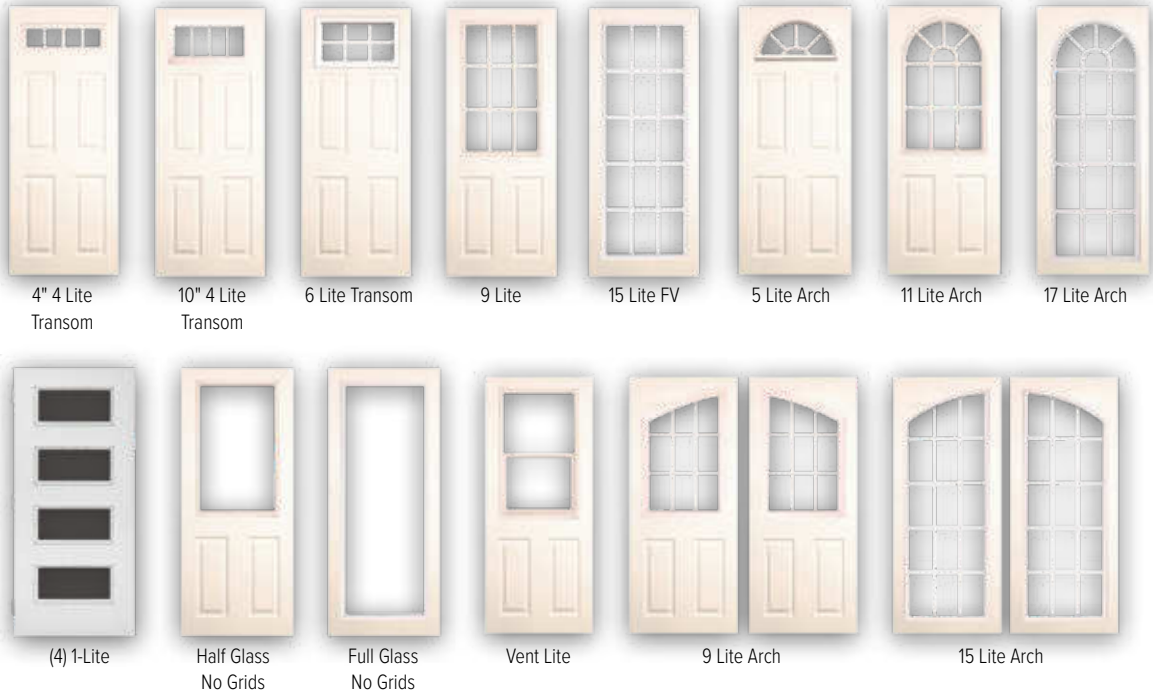 4" 4 Lite
Transom
10" 4 Lite
Transom
6 Lite Transom
9 Lite
15 Lite FV
5 Lite Arch
11 Lite Arch
17 Lite Arch
(4) 1-Lite
Half Glass
No Grids
Full Glass
No Grids
Vent Lite
9 Lite Arch
15 Lite Arch